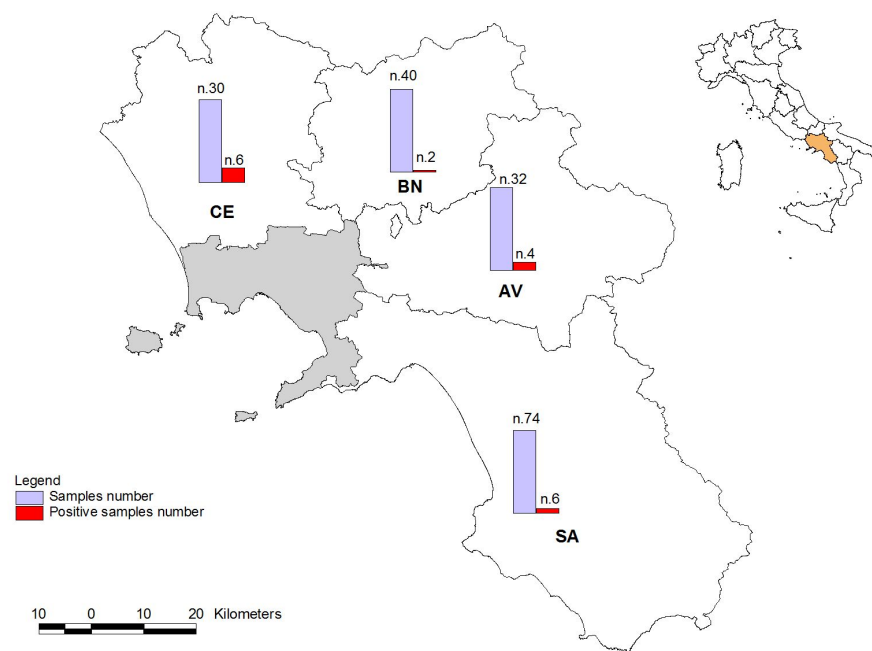 n.30
n.6
CE
n.40
n.2
BN
n.32
n.4
AV
n.74
n.6
SA
Legend
Samples number
Positive samples number
10 0 10 20 Kilometers